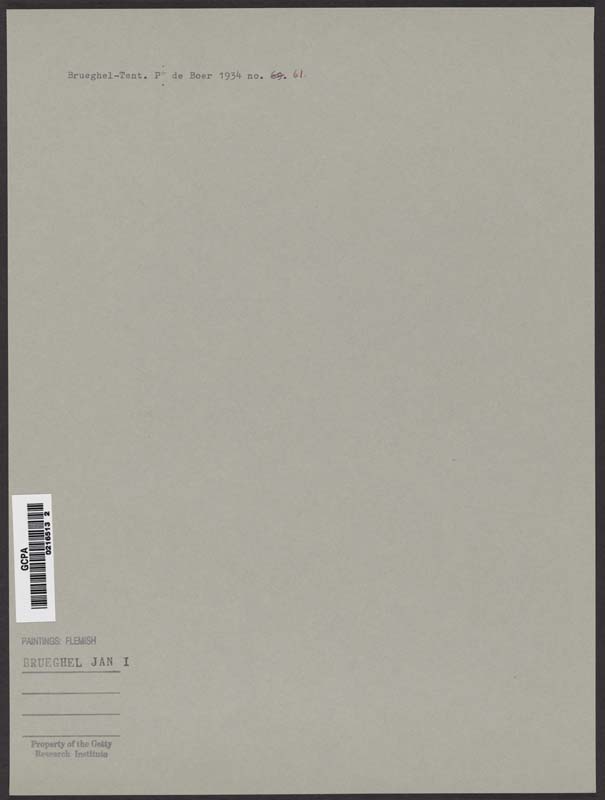 Brueghel-Tent. P. de Boer 1934 no. 69. 61.
GCPA
0216513 2
PAINTINGS: FLEMISH
BRUEGHEL JAN I
Property of the Getty
Research Institute